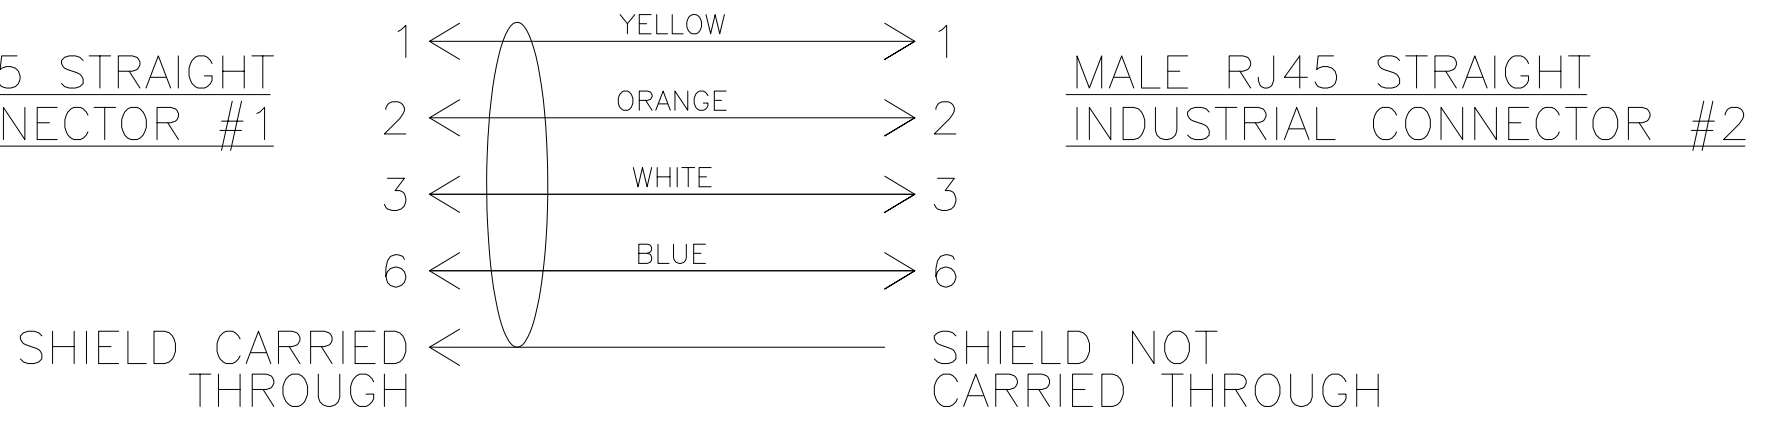 5 STRAIGHT
NNECTOR #1
1
YELLOW
1
2
ORANGE
2
3
WHITE
3
6
BLUE
6
SHIELD CARRIED
THROUGH
SHIELD NOT
CARRIED THROUGH
MALE RJ45 STRAIGHT
INDUSTRIAL CONNECTOR #2